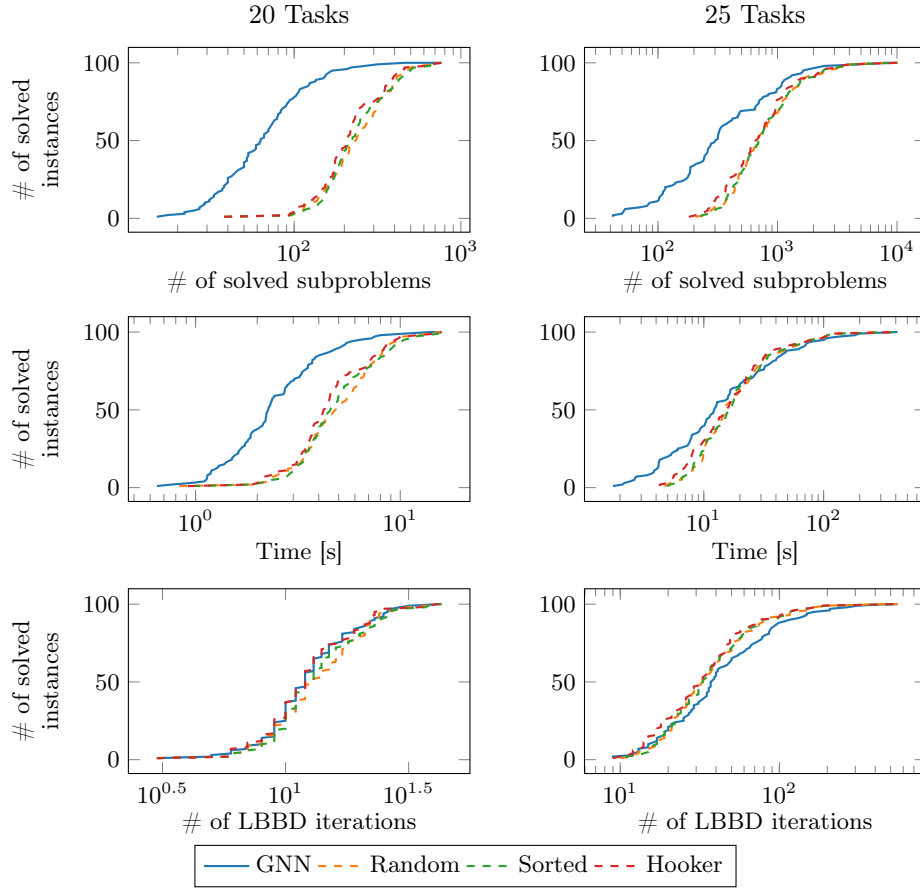 20 Tasks
25 Tasks
# of solved
instances
100
50
0
10^2
10^3
# of solved subproblems
100
50
0
10^2
10^3
10^4
# of solved subproblems
# of solved
instances
100
50
0
10^0
10^1
Time [s]
100
50
0
10^1
10^2
Time [s]
# of solved
instances
100
50
0
10^0.5
10^1
10^1.5
# of LBBD iterations
100
50
0
10^1
10^2
# of LBBD iterations
GNN Random Sorted Hooker